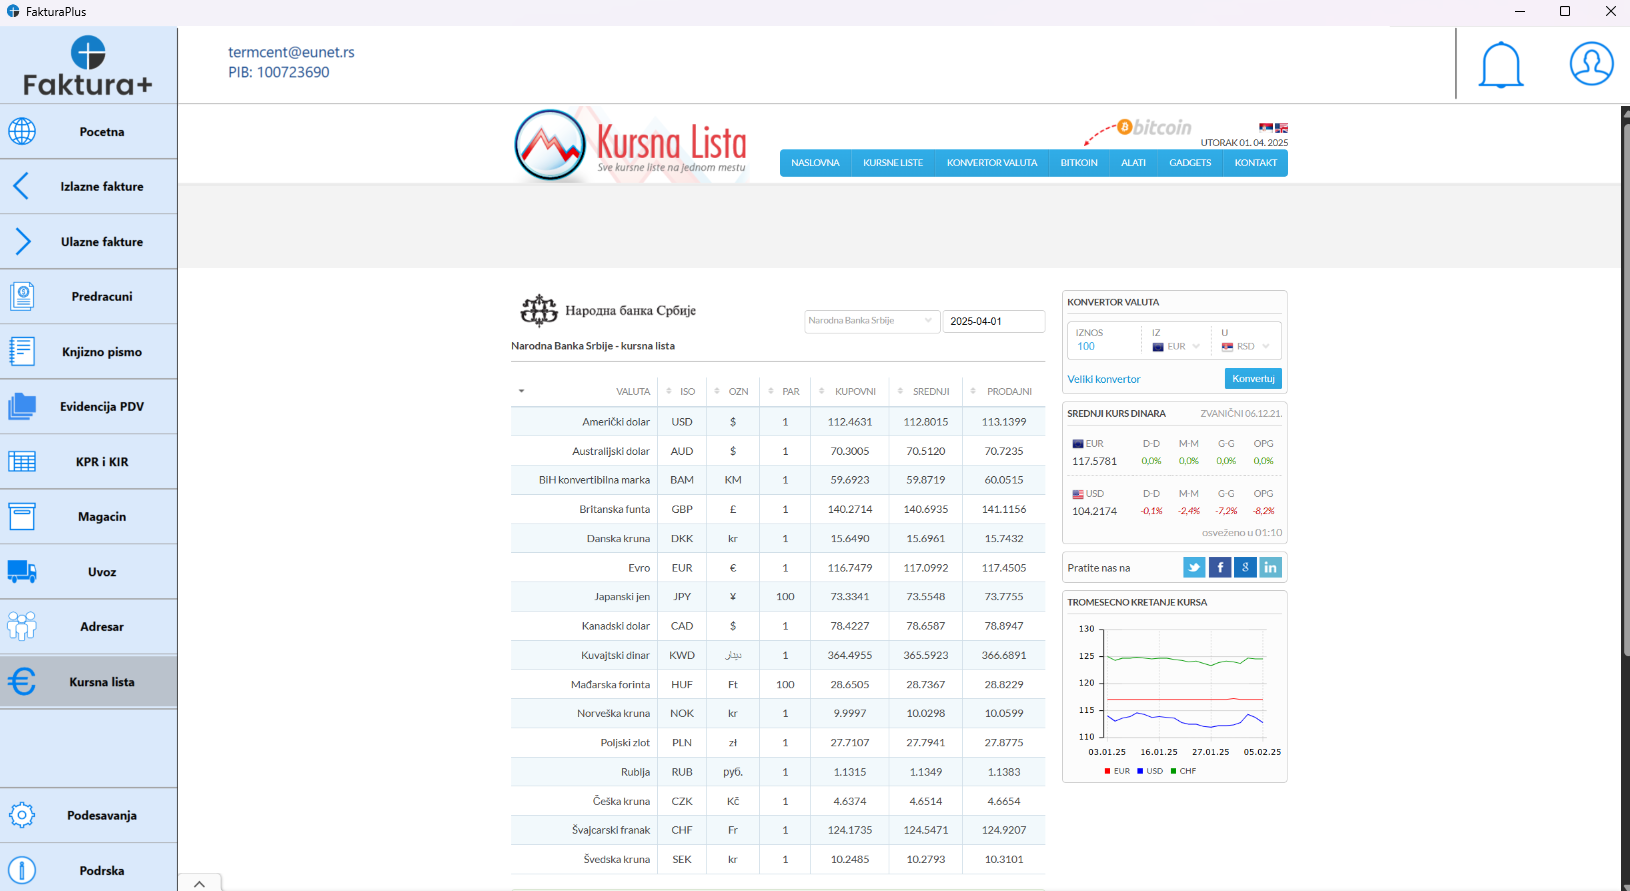 FakturaPlus
Faktura+
termcent@eunet.rs
PIB: 100723690
Pocetna
Izlazne fakture
Ulazne fakture
Predracuni
Knjizno pismo
Evidencija PDV
KPR i KIR
Magacin
Uvoz
Adresar
Kursna lista
Podesavanja
Podrska
Kursna Lista
Sve kursne liste na jednom mestu
bitcoin
UTORAK 01. 04. 2025
NASLOVNA KURSNE LISTE KONVERTOR VALUTA BITKOIN ALATI GADGETS KONTAKT
Народна банка Србије
Narodna Banka Srbije 2025-04-01
Narodna Banka Srbije - kursna lista
VALUTA ISO OZN PAR KUPOVNI SREDNJI PRODAJNI
Američki dolar USD $ 1 112.4631 112.8015 113.1399
Australijski dolar AUD $ 1 70.3005 70.5120 70.7235
BiH konvertibilna marka BAM KM 1 59.6923 59.8719 60.0515
Britanska funta GBP £ 1 140.2714 140.6935 141.1156
Danska kruna DKK kr 1 15.6490 15.6961 15.7432
Evro EUR € 1 116.7479 117.0992 117.4505
Japanski jen JPY ¥ 100 73.3341 73.5548 73.7755
Kanadski dolar CAD $ 1 78.4227 78.6587 78.8947
Kuvajtski dinar KWD دينار 1 364.4955 365.5923 366.6891
Mađarska forinta HUF Ft 100 28.6505 28.7367 28.8229
Norveška kruna NOK kr 1 9.9997 10.0298 10.0599
Poljski zlot PLN zł 1 27.7107 27.7941 27.8775
Rublja RUB руб. 1 1.1315 1.1349 1.1383
Češka kruna CZK Kč 1 4.6374 4.6514 4.6654
Švajcarski franak CHF Fr 1 124.1735 124.5471 124.9207
Švedska kruna SEK kr 1 10.2485 10.2793 10.3101
KONVERTOR VALUTA
IZNOS IZ U
100 EUR RSD
Veliki konvertor Konvertuj
SREDNJI KURS DINARA ZVANIČNI 06.12.21.
EUR D-D M-M G-G OPG
117.5781 0,0% 0,0% 0,0% 0,0%
USD D-D M-M G-G OPG
104.2174 -0,1% -2,4% -7,2% -8,2%
osveženo u 01:10
Pratite nas na
TROMESECNO KRETANJE KURSA
130
125
120
115
110
03.01.25 16.01.25 27.01.25 05.02.25
EUR USD CHF